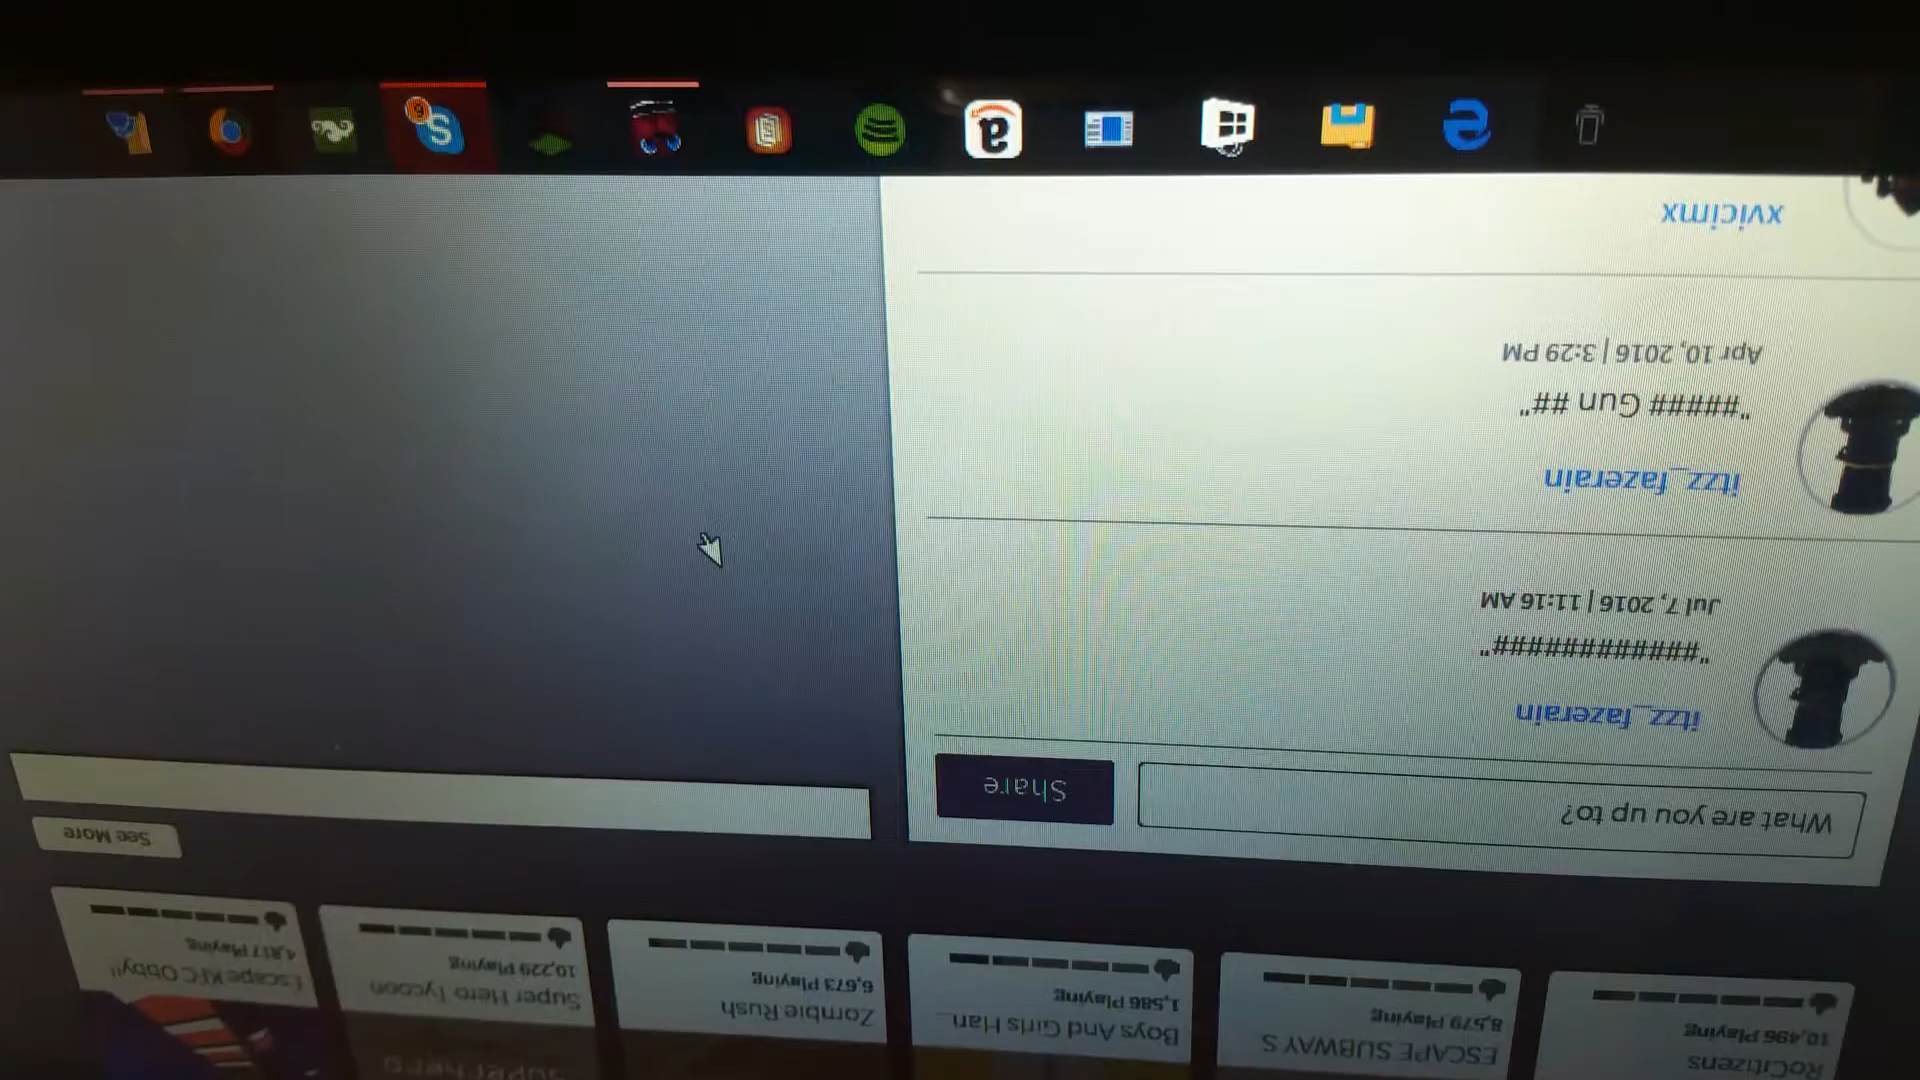 RoCitizens
10,496 Playing
ESCAPE SUBWAY S
8,579 Playing
Boys And Girls Han...
1,586 Playing
Zombie Rush
6,673 Playing
Super Hero Tycoon
10,229 Playing
Escape KFC Obby!!
4,817 Playing
See More
What are you up to?
Share
itzz_fazerain
"#############"
Jul 7, 2016 | 11:16 AM
itzz_fazerain
"###### Gun ##"
Apr 10, 2016 | 3:29 PM
xvicimx